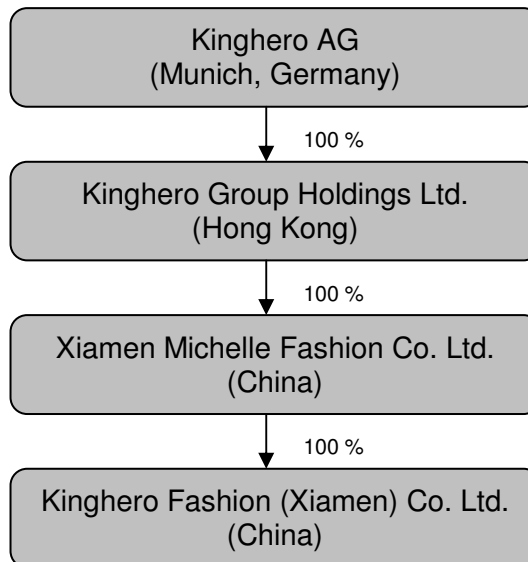 Kinghero AG
(Munich, Germany)
100 %
Kinghero Group Holdings Ltd.
(Hong Kong)
100 %
Xiamen Michelle Fashion Co. Ltd.
(China)
100 %
Kinghero Fashion (Xiamen) Co. Ltd.
(China)